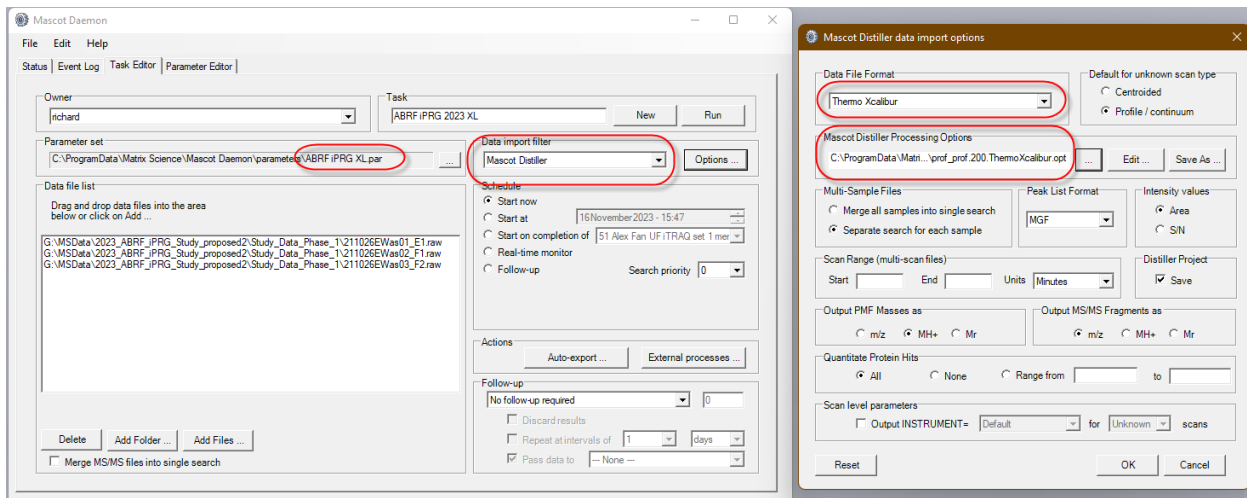 Mascot Daemon
File Edit Help
Status Event Log Task Editor Parameter Editor
Owner
richard
Task
ABRF iPRG 2023 XL
New
Run
Parameter set
C:\ProgramData\Matrix Science\Mascot Daemon\parameters\ABRF iPRG XL.par
...
Data import filter
Mascot Distiller
Options ...
Data file list
Drag and drop data files into the area
below or click on Add ...
G:\MSData\2023_ABRF_iPRG_Study_proposed2\Study_Data_Phase_1\211026EWas01_E1.raw
G:\MSData\2023_ABRF_iPRG_Study_proposed2\Study_Data_Phase_1\211026EWas02_F1.raw
G:\MSData\2023_ABRF_iPRG_Study_proposed2\Study_Data_Phase_1\211026EWas03_F2.raw
Delete
Add Folder ...
Add Files ...
Merge MS/MS files into single search
Schedule
Start now
Start at 16 November 2023 - 15:47
Start on completion of 51 Alex Fan UF iTRAQ set 1 mer
Real-time monitor
Follow-up
Search priority 0
Actions
Auto-export ...
External processes ...
Follow-up
No follow-up required 0
Discard results
Repeat at intervals of 1 days
Pass data to --- None ---
Mascot Distiller data import options
Data File Format
Thermo Xcalibur
Default for unknown scan type
Centroided
Profile / continuum
Mascot Distiller Processing Options
C:\ProgramData\Matri...\prof_prof.200.ThermoXcalibur.opt
...
Edit ...
Save As ...
Multi-Sample Files
Merge all samples into single search
Separate search for each sample
Peak List Format
MGF
Intensity values
Area
S/N
Scan Range (multi-scan files)
Start End Units Minutes
Distiller Project
Save
Output PMF Masses as
m/z MH+ Mr
Output MS/MS Fragments as
m/z MH+ Mr
Quantitate Protein Hits
All None Range from to
Scan level parameters
Output INSTRUMENT= Default for Unknown scans
Reset
OK
Cancel